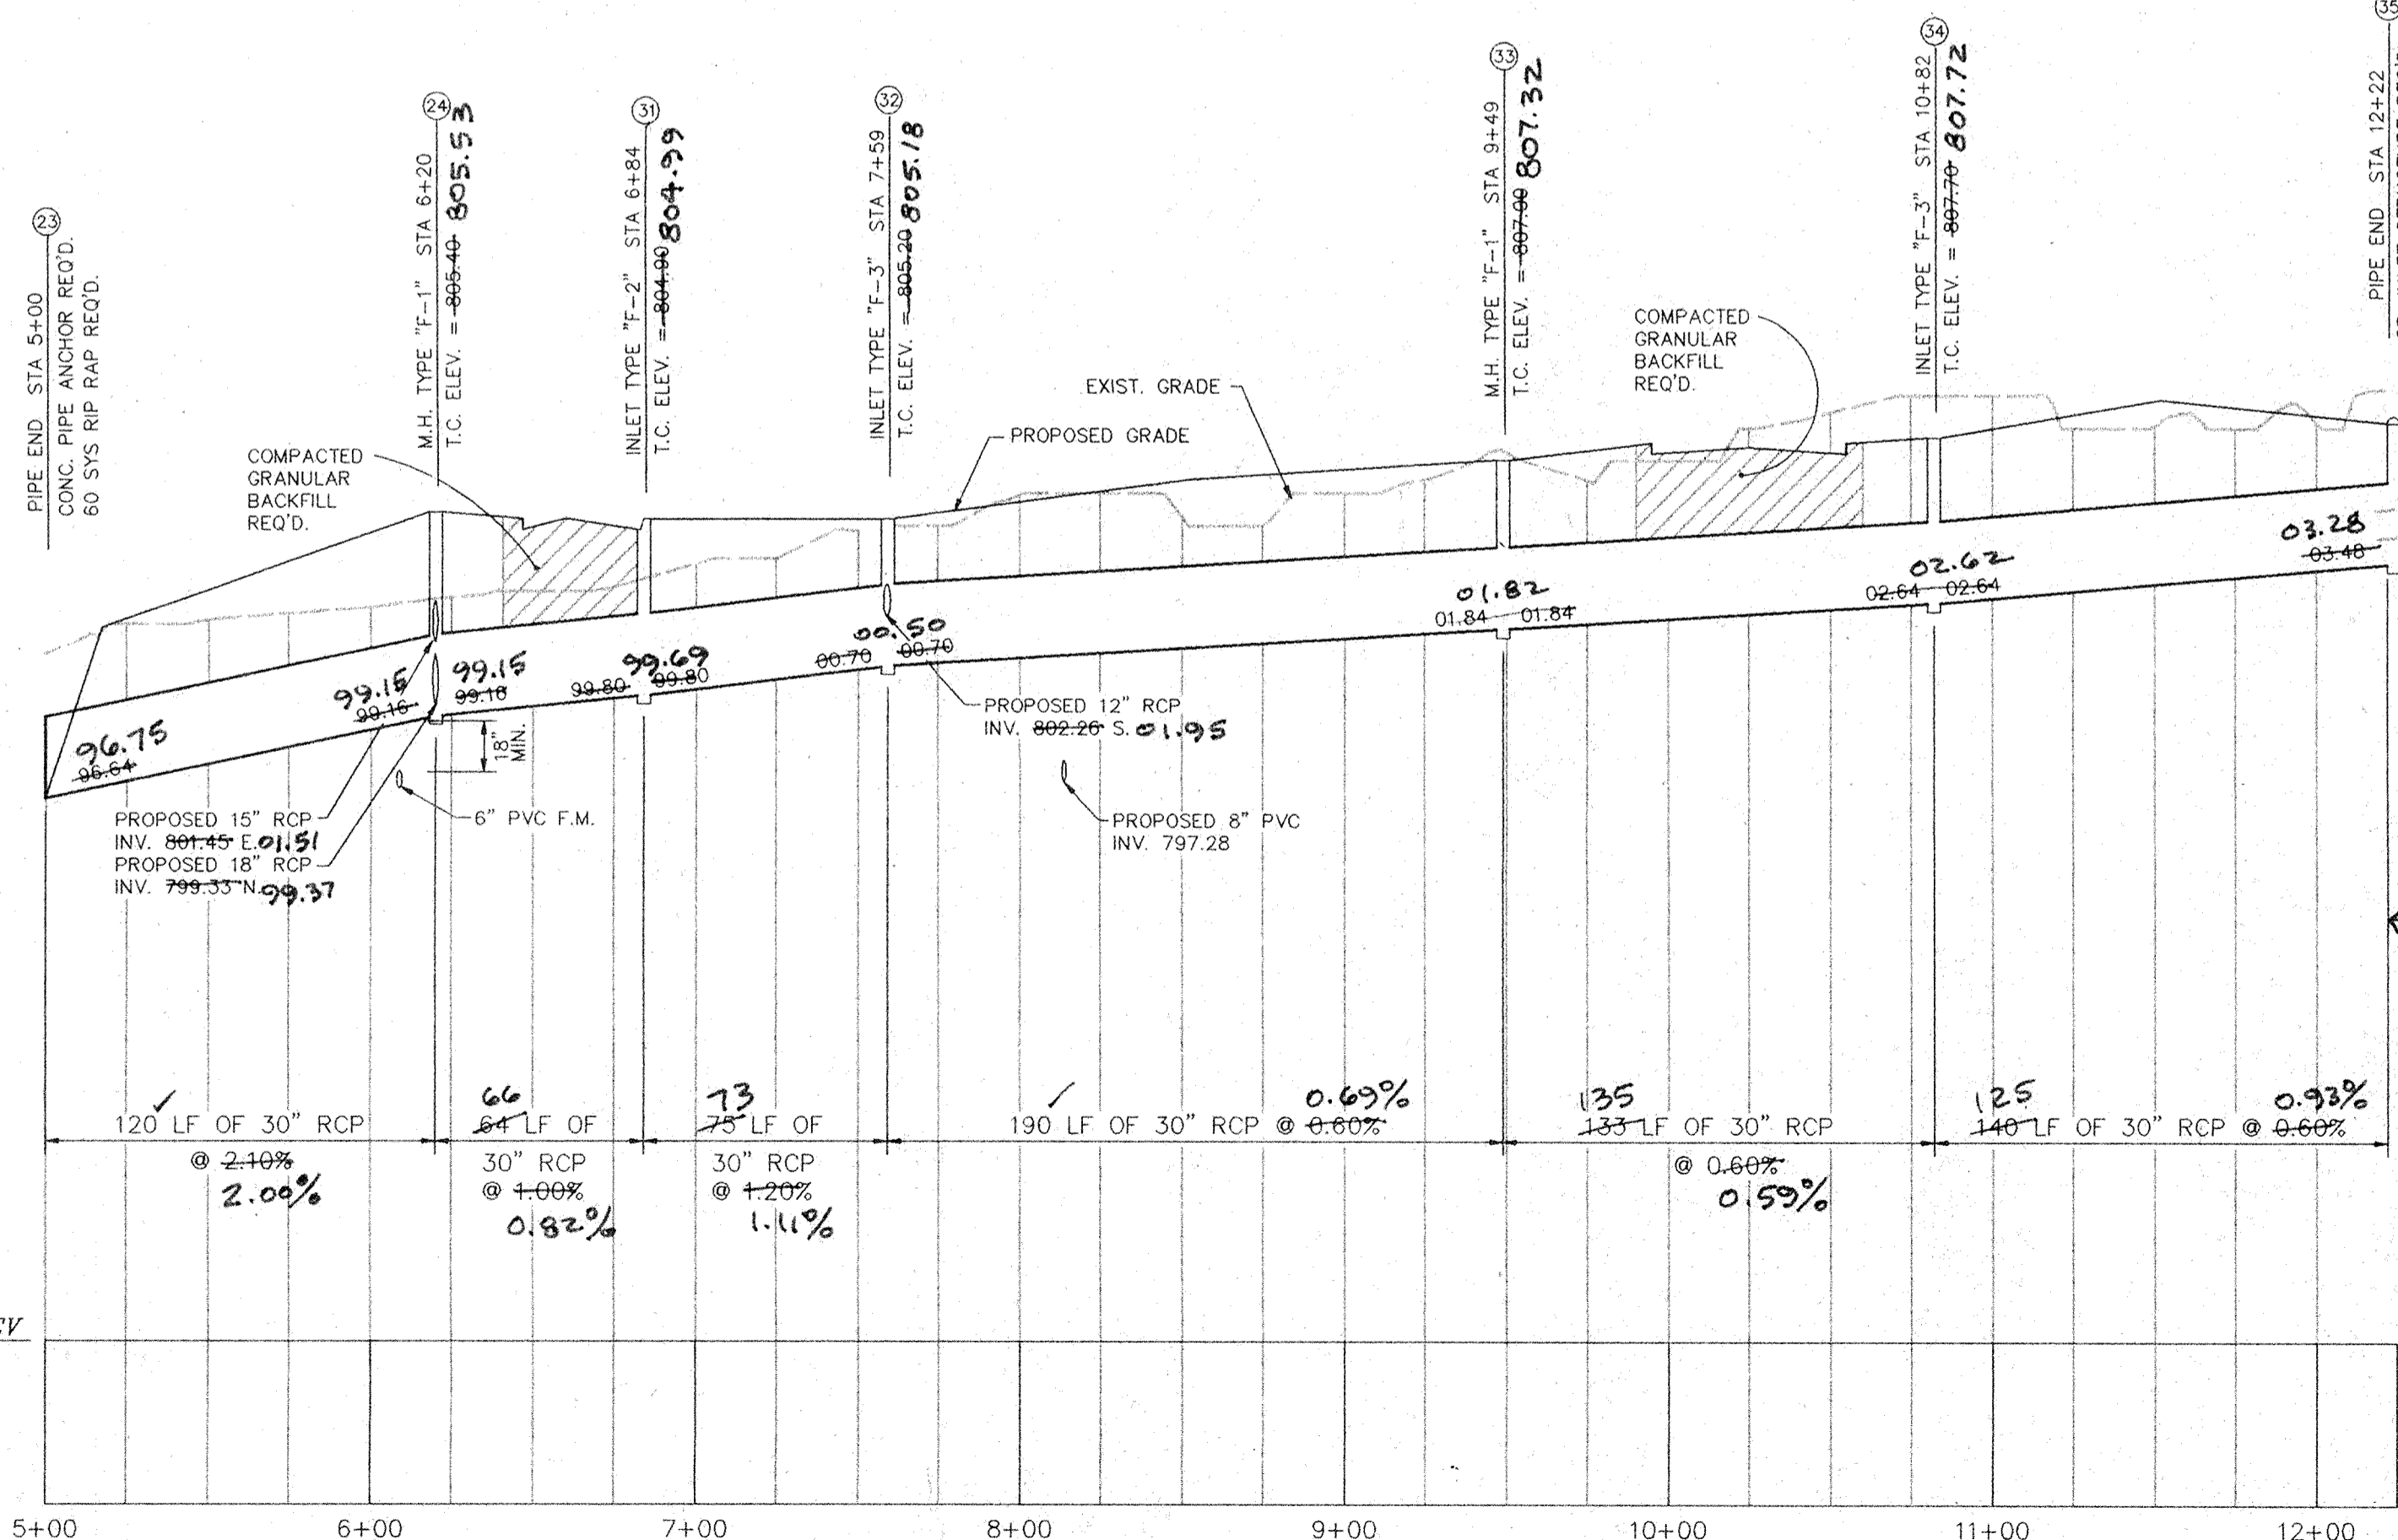 23
PIPE END STA 5+00
CONC. PIPE ANCHOR REQ'D.
60 SYS RIP RAP REQ'D.
24
M.H. TYPE "F-1" STA 6+20
T.C. ELEV. = 805.40 805.53
31
INLET TYPE "F-2" STA 6+84
T.C. ELEV. = 804.90 804.99
32
INLET TYPE "F-3" STA 7+59
T.C. ELEV. = 805.20 805.18
33
M.H. TYPE "F-1" STA 9+49
T.C. ELEV. = 807.00 807.32
34
INLET TYPE "F-3" STA 10+82
T.C. ELEV. = 807.70 807.72
35
PIPE END STA 12+22
COMPACTED
GRANULAR
BACKFILL
REQ'D.
EXIST. GRADE
PROPOSED GRADE
COMPACTED
GRANULAR
BACKFILL
REQ'D.
96.75
96.64
99.15
99.16
99.15
99.16
99.69
99.80 99.80
00.50
00.70 00.70
01.82
01.84 01.84
02.62
02.64 02.64
03.28
03.48
18"
MIN.
6" PVC F.M.
PROPOSED 15" RCP
INV. 801.45 E. 01.51
PROPOSED 18" RCP
INV. 799.33 N. 99.37
PROPOSED 12" RCP
INV. 802.26 S. 01.95
PROPOSED 8" PVC
INV. 797.28
120 LF OF 30" RCP
@ 2.10%
2.00%
66
64 LF OF
30" RCP
@ 1.00%
0.82%
73
75 LF OF
30" RCP
@ 1.20%
1.11%
0.69%
190 LF OF 30" RCP @ 0.60%
135
133 LF OF 30" RCP
@ 0.60%
0.59%
125 0.93%
140 LF OF 30" RCP @ 0.60%
5+00 6+00 7+00 8+00 9+00 10+00 11+00 12+00